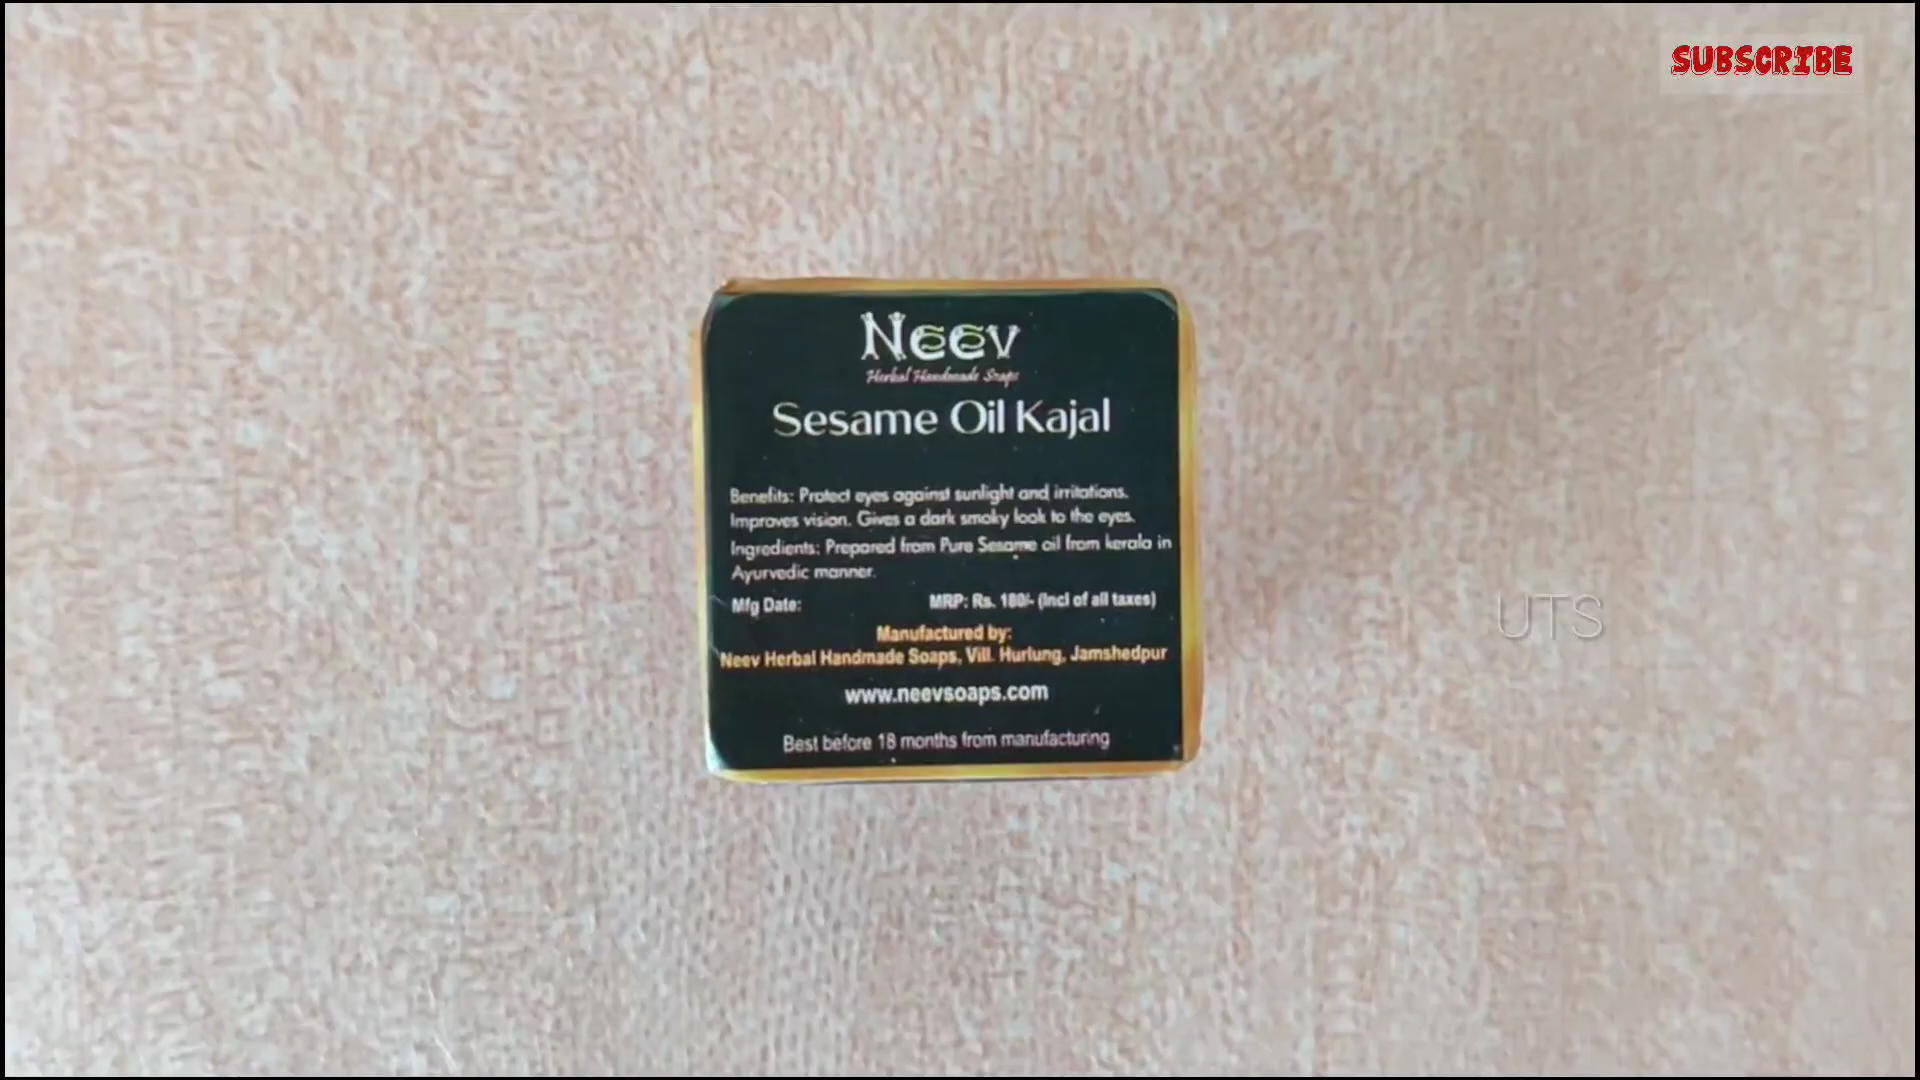 SUBSCRIBE
Neev
Herbal Handmade Soaps
Sesame Oil Kajal
Benefits: Protect eyes against sunlight and irritations.
Improves vision. Gives a dark smoky look to the eyes.
Ingredients: Prepared from Pure Sesame oil from kerala in
Ayurvedic manner.
Mfg Date: MRP: Rs. 180/- (Incl of all taxes)
Manufactured by:
Neev Herbal Handmade Soaps, Vill. Hurlung, Jamshedpur
www.neevsoaps.com
Best before 18 months from manufacturing
UTS